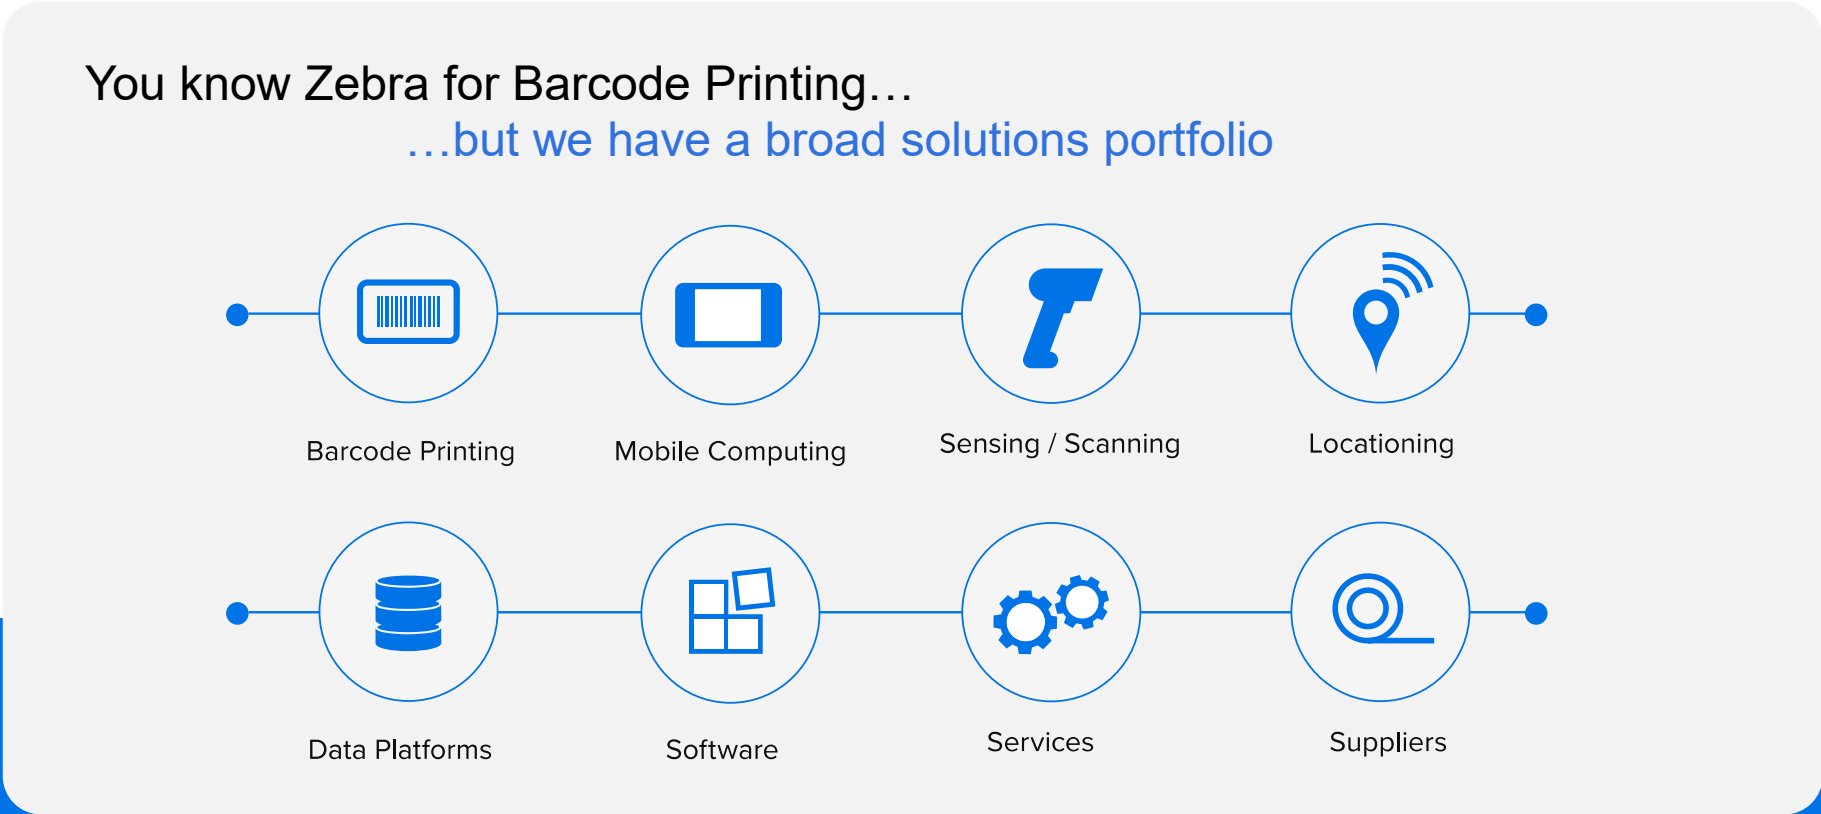 You know Zebra for Barcode Printing…
…but we have a broad solutions portfolio
Barcode Printing
Mobile Computing
Sensing / Scanning
Locationing
Data Platforms
Software
Services
Suppliers